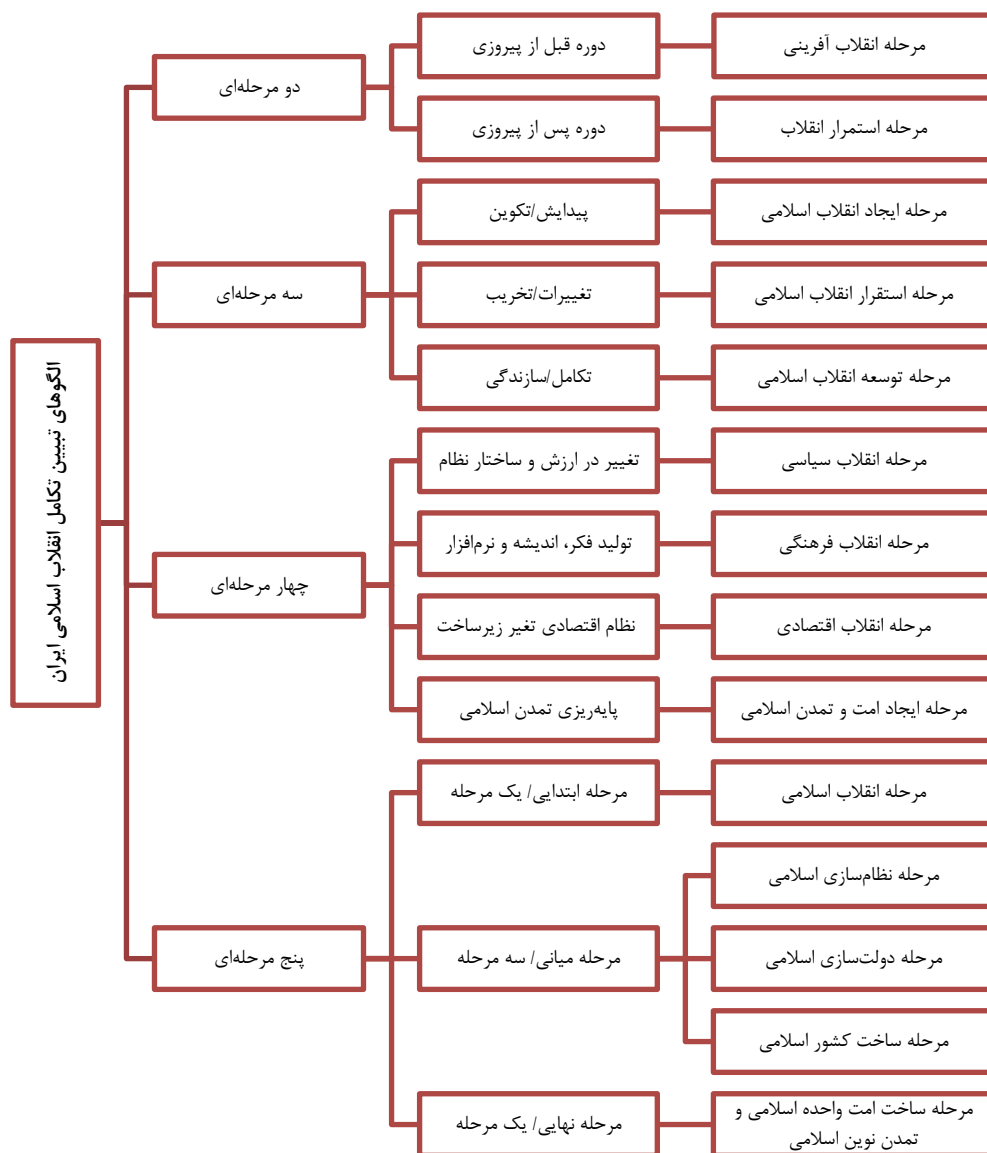 الگوهای تبیین تکامل انقلاب اسلامی ایران
دو مرحله‌ای
دوره قبل از پیروزی
مرحله انقلاب آفرینی
دوره پس از پیروزی
مرحله استمرار انقلاب
سه مرحله‌ای
پیدایش/تکوین
مرحله ایجاد انقلاب اسلامی
تغییرات/تخریب
مرحله استقرار انقلاب اسلامی
تکامل/سازندگی
مرحله توسعه انقلاب اسلامی
چهار مرحله‌ای
تغییر در ارزش و ساختار نظام
مرحله انقلاب سیاسی
تولید فکر، اندیشه و نرم‌افزار
مرحله انقلاب فرهنگی
نظام اقتصادی تغیر زیرساخت
مرحله انقلاب اقتصادی
پایه‌ریزی تمدن اسلامی
مرحله ایجاد امت و تمدن اسلامی
پنج مرحله‌ای
مرحله ابتدایی/ یک مرحله
مرحله انقلاب اسلامی
مرحله میانی/ سه مرحله
مرحله نظام‌سازی اسلامی
مرحله دولت‌سازی اسلامی
مرحله ساخت کشور اسلامی
مرحله نهایی/ یک مرحله
مرحله ساخت امت واحده اسلامی و
تمدن نوین اسلامی